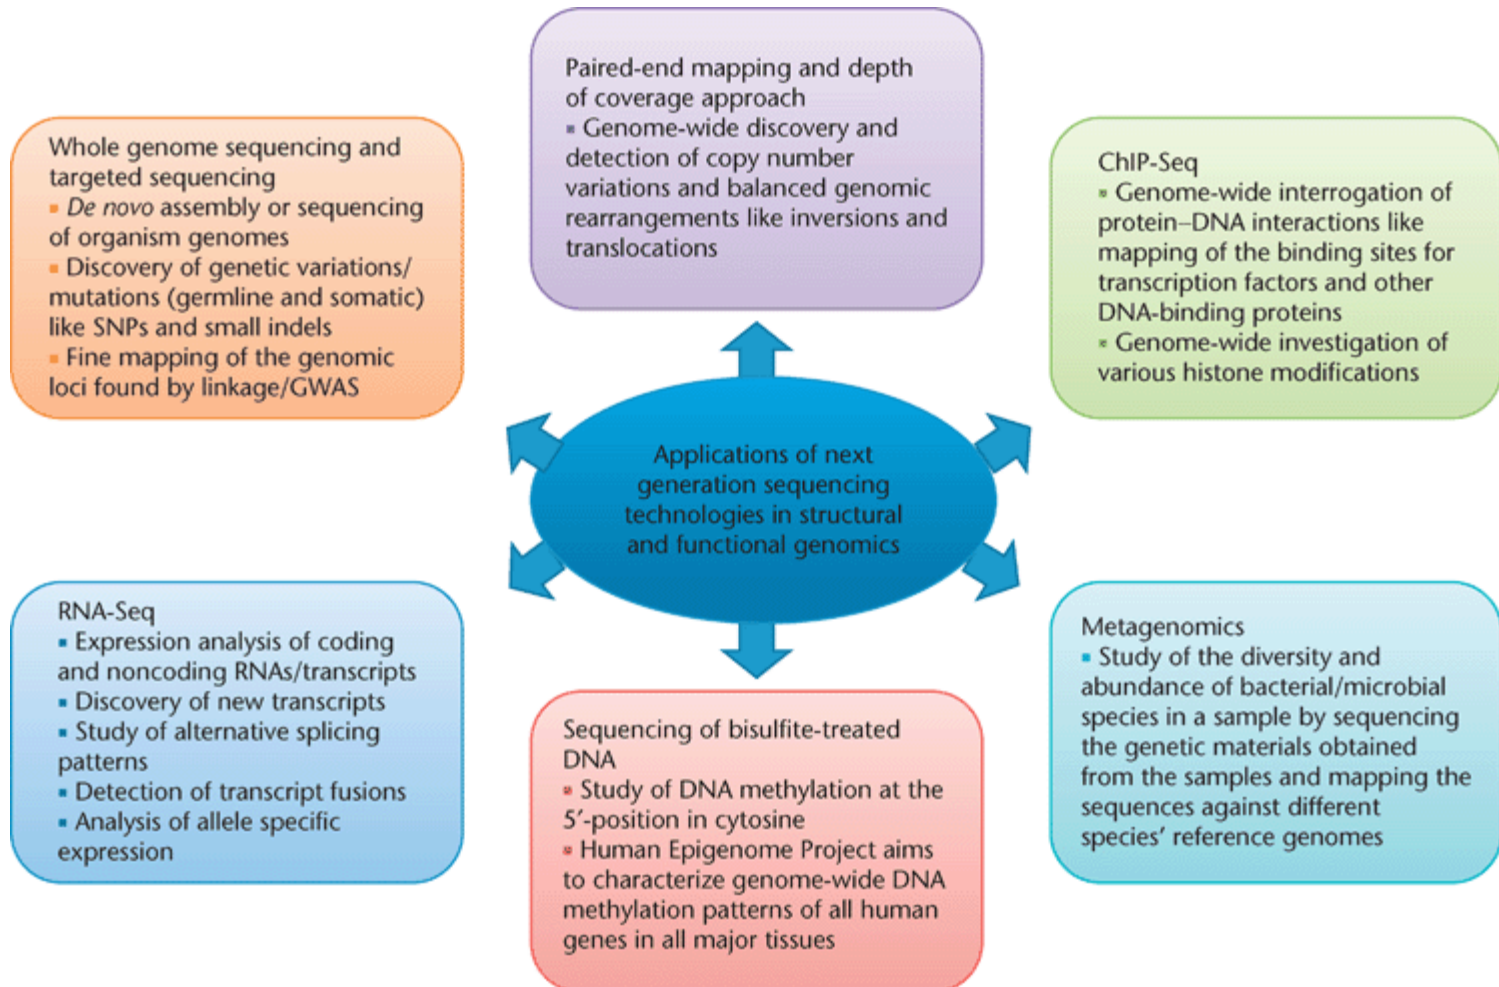 Paired-end mapping and depth
of coverage approach
▪ Genome-wide discovery and
detection of copy number
variations and balanced genomic
rearrangements like inversions and
translocations
Whole genome sequencing and
targeted sequencing
▪ De novo assembly or sequencing
of organism genomes
▪ Discovery of genetic variations/
mutations (germline and somatic)
like SNPs and small indels
▪ Fine mapping of the genomic
loci found by linkage/GWAS
ChIP-Seq
▪ Genome-wide interrogation of
protein–DNA interactions like
mapping of the binding sites for
transcription factors and other
DNA-binding proteins
▪ Genome-wide investigation of
various histone modifications
Applications of next
generation sequencing
technologies in structural
and functional genomics
RNA-Seq
▪ Expression analysis of coding
and noncoding RNAs/transcripts
▪ Discovery of new transcripts
▪ Study of alternative splicing
patterns
▪ Detection of transcript fusions
▪ Analysis of allele specific
expression
Sequencing of bisulfite-treated
DNA
▪ Study of DNA methylation at the
5′-position in cytosine
▪ Human Epigenome Project aims
to characterize genome-wide DNA
methylation patterns of all human
genes in all major tissues
Metagenomics
▪ Study of the diversity and
abundance of bacterial/microbial
species in a sample by sequencing
the genetic materials obtained
from the samples and mapping the
sequences against different
species’ reference genomes